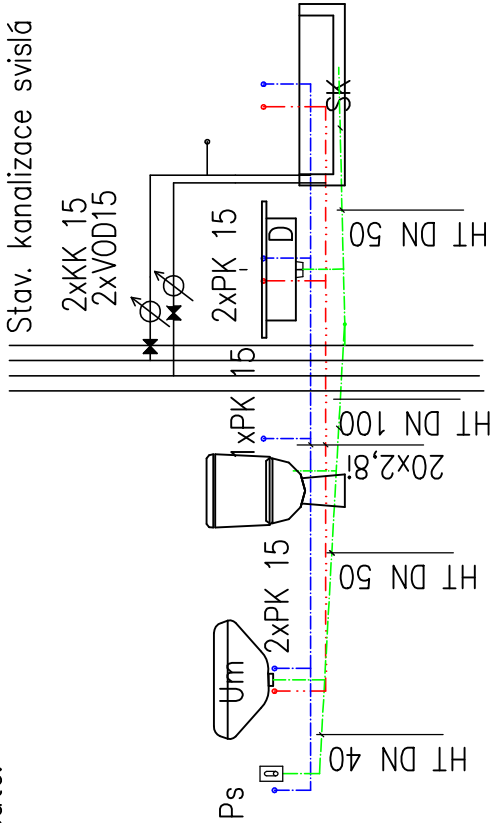 Stav. kanalizace svislá
2xKK 15
2xVOD15
2xPK 15
1xPK 15
2xPK 15
SK
D
Um
Ps
HT DN 50
HT DN 100
20x2,8i
HT DN 50
HT DN 40